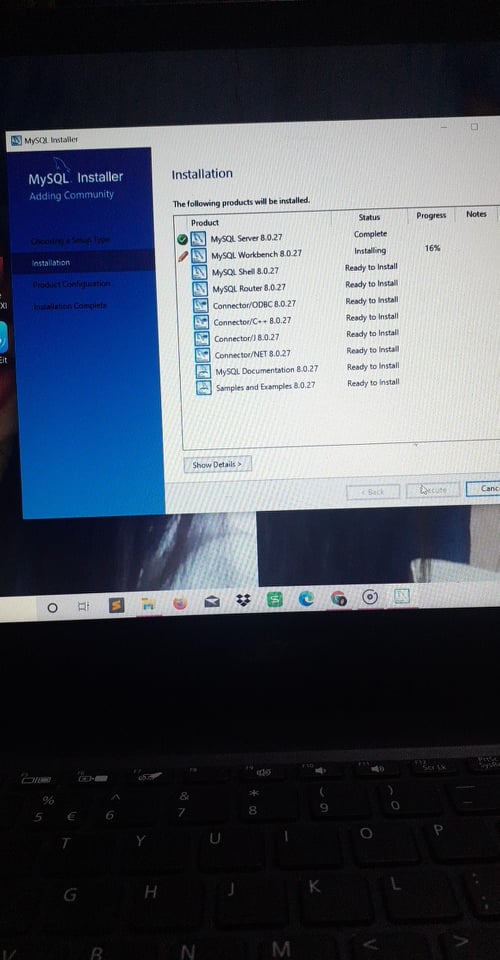 MySQL Installer
MySQL Installer
Adding Community
Choosing a Setup Type
Installation
Product Configuration
Installation Complete
Installation
The following products will be installed.
Product Status Progress Notes
MySQL Server 8.0.27 Complete
MySQL Workbench 8.0.27 Installing 16%
MySQL Shell 8.0.27 Ready to Install
MySQL Router 8.0.27 Ready to Install
Connector/ODBC 8.0.27 Ready to Install
Connector/C++ 8.0.27 Ready to Install
Connector/J 8.0.27 Ready to Install
Connector/NET 8.0.27 Ready to Install
MySQL Documentation 8.0.27 Ready to Install
Samples and Examples 8.0.27 Ready to Install
Show Details >
< Back Execute Canc
XI
Eit
F9 F10 F11 F12
Scr Lk
% ^ & * ( )
5 € 6 7 8 9 0
T Y U I O P
G H J K L
B N M < >